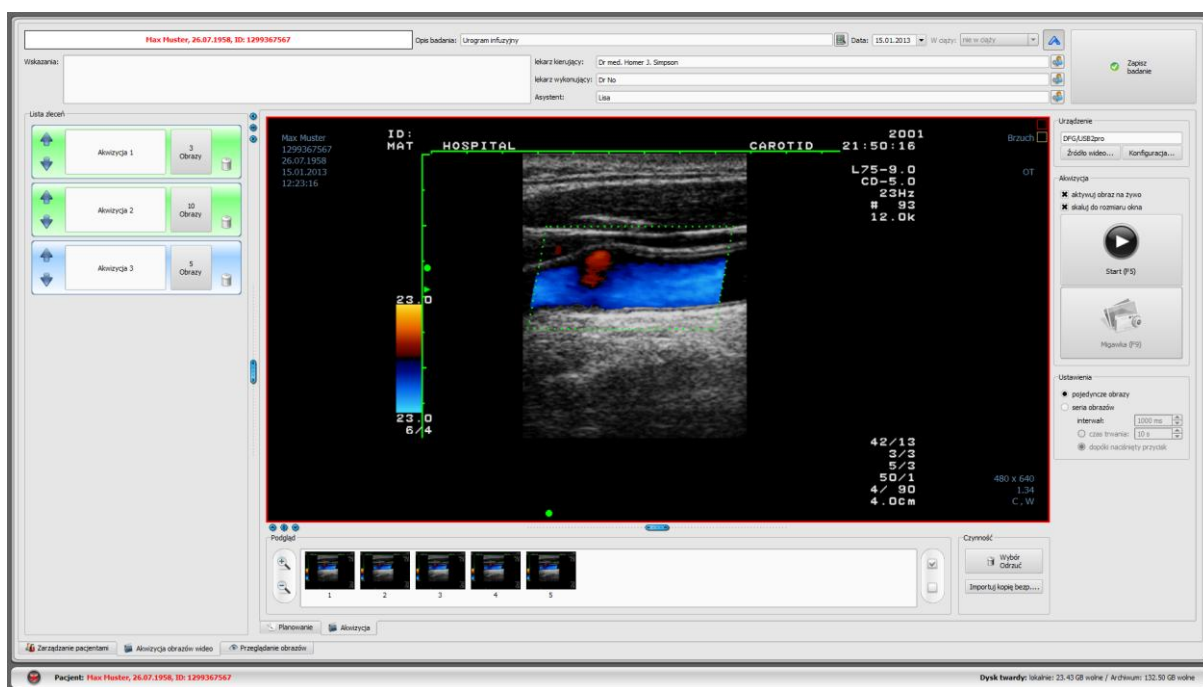 Max Muster, 26.07.1958, ID: 1299367567
Opis badania: Urogram infuzyjny
Data: 15.01.2013
W ciąży: nie w ciąży
Wskazania:
lekarz kierujący: Dr med. Homer J. Simpson
lekarz wykonujący: Dr No
Asystent: Lisa
Zapisz
badanie
Lista zleceń
Akwizycja 1
3
Obrazy
Akwizycja 2
10
Obrazy
Akwizycja 3
5
Obrazy
Max Muster
1299367567
26.07.1958
15.01.2013
12:23:16
ID:
MAT HOSPITAL CAROTID
2001
21:50:16
Brzuch
OT
L75-9.0
CD-5.0
23Hz
# 93
12.0k
23.0
23.0
6/4
42/13
3/3
5/3
50/1
4/ 90
4.0cm
480 x 640
1.34
C, W
Urządzenie
DFG/USB2pro
Źródło wideo... Konfiguracja...
Akwizycja
aktywuj obraz na żywo
skaluj do rozmiaru okna
Start (F5)
Migawka (F9)
Ustawienia
pojedyncze obrazy
seria obrazów
interwał: 1000 ms
czas trwania: 10 s
dopóki naciśnięty przycisk
Podgląd
1 2 3 4 5
Czynność
Wybór
Odrzuć
Importuj kopię bezp....
Planowanie Akwizycja
Zarządzanie pacjentami Akwizycja obrazów wideo Przeglądanie obrazów
Pacjent: Max Muster, 26.07.1958, ID: 1299367567
Dysk twardy: lokalnie: 23.43 GB wolne / Archiwum: 132.50 GB wolne